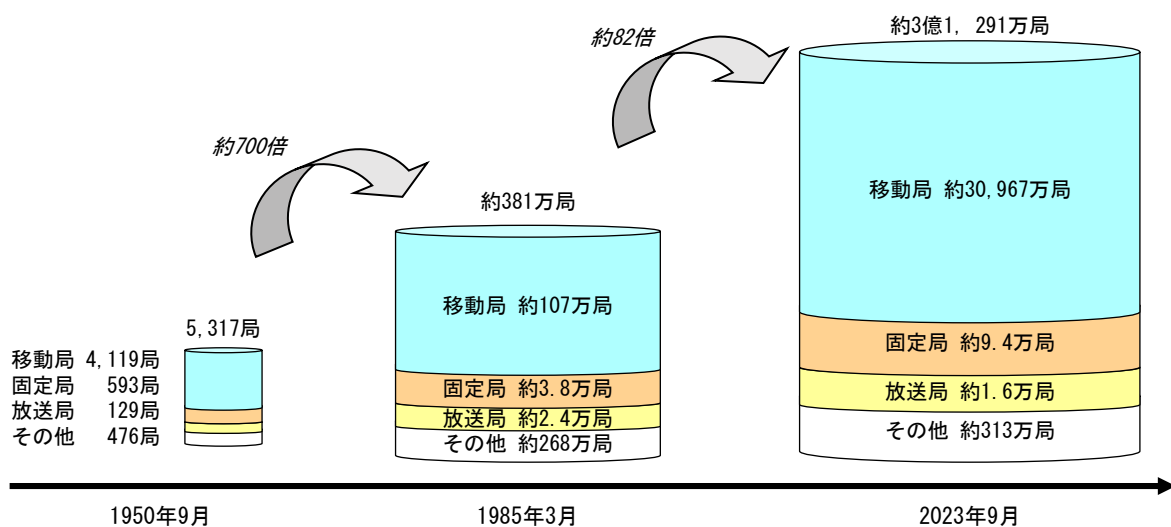 約3億1, 291万局
約82倍
約700倍
移動局 約30,967万局
約381万局
移動局 約107万局
5,317局
固定局 約9.4万局
移動局 4,119局
固定局 593局
放送局 129局
その他 476局
固定局 約3.8万局
放送局 約2.4万局
その他 約268万局
放送局 約1.6万局
その他 約313万局
1950年9月
1985年3月
2023年9月